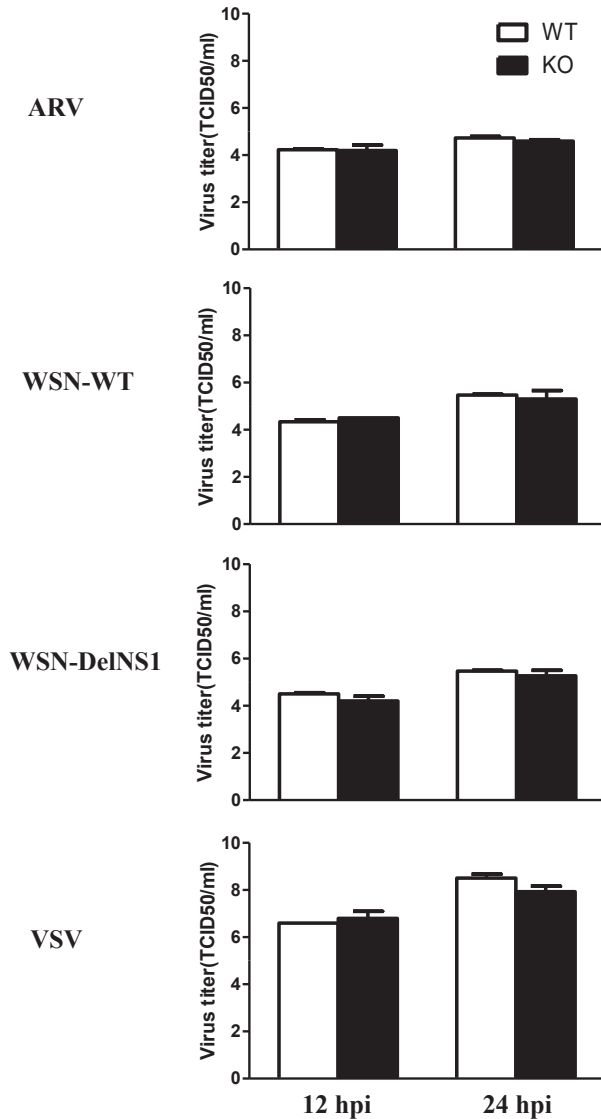 WT
KO
ARV
Virus titer(TCID50/ml)
10
8
6
4
2
0
WSN-WT
Virus titer(TCID50/ml)
10
8
6
4
2
0
WSN-DelNS1
Virus titer(TCID50/ml)
10
8
6
4
2
0
VSV
Virus titer(TCID50/ml)
10
8
6
4
2
0
12 hpi 24 hpi